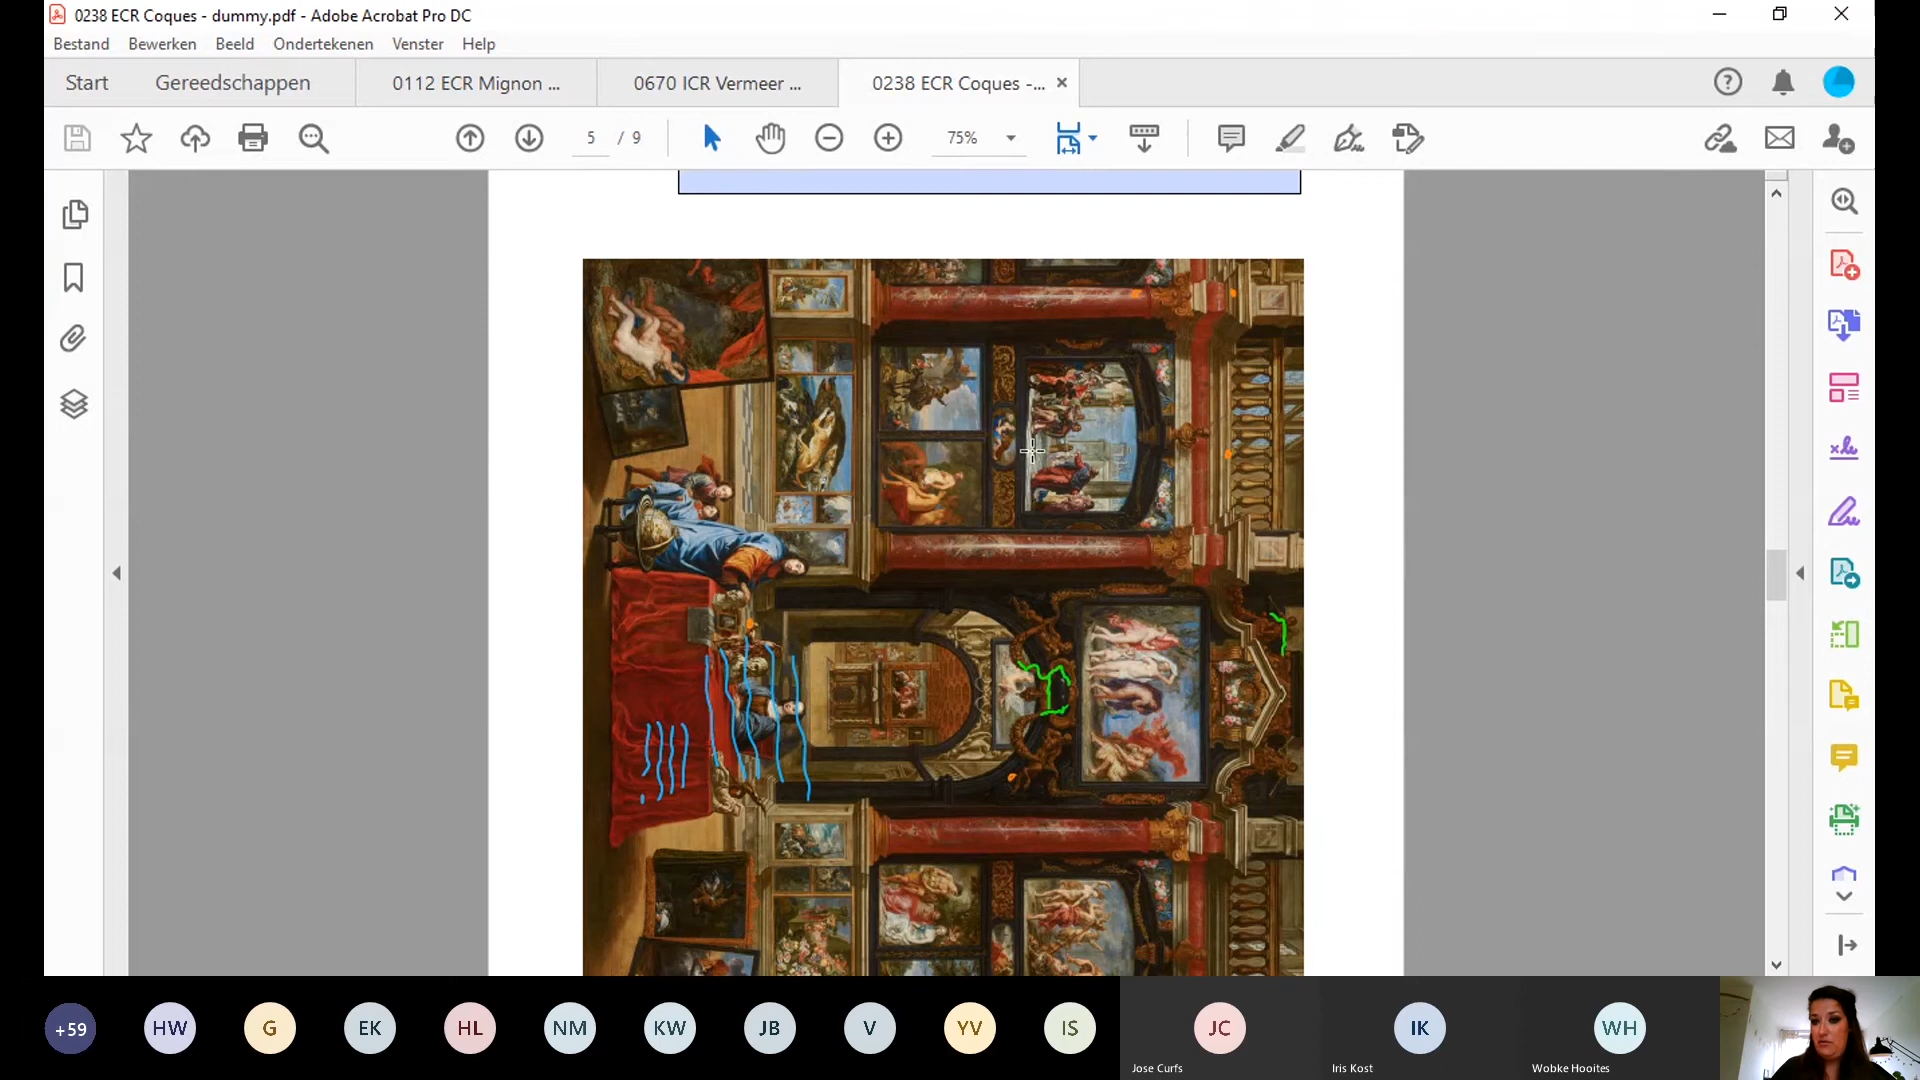 0238 ECR Coques - dummy.pdf - Adobe Acrobat Pro DC
Bestand Bewerken Beeld Ondertekenen Venster Help
Start Gereedschappen 0112 ECR Mignon ... 0670 ICR Vermeer ... 0238 ECR Coques -...
5 / 9 75%
+59 HW G EK HL NM KW JB V YV IS JC IK WH
Jose Curfs Iris Kost Wobke Hooites